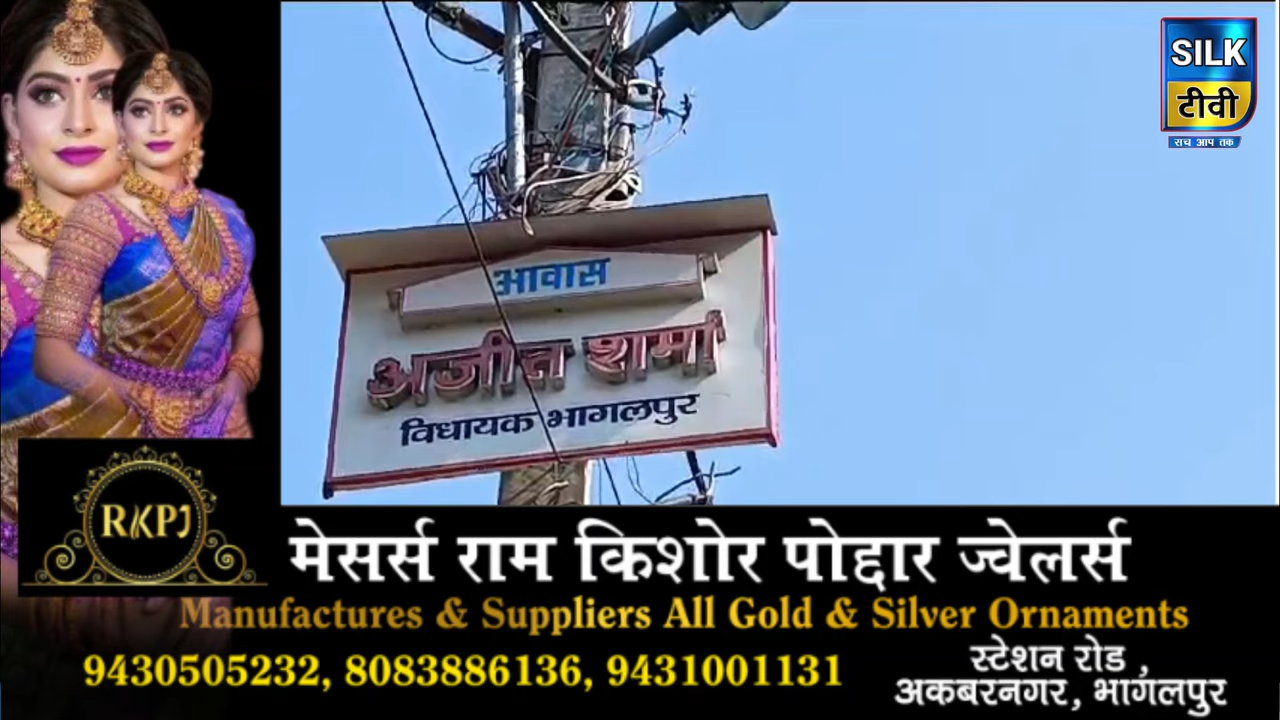 SILK
टीवी
सच आप तक
आवास
अजीत शर्मा
विधायक भागलपुर
RKPJ
मेसर्स राम किशोर पोद्दार ज्वेलर्स
Manufactures & Suppliers All Gold & Silver Ornaments
9430505232, 8083886136, 9431001131
स्टेशन रोड ,
अकबरनगर, भागलपुर